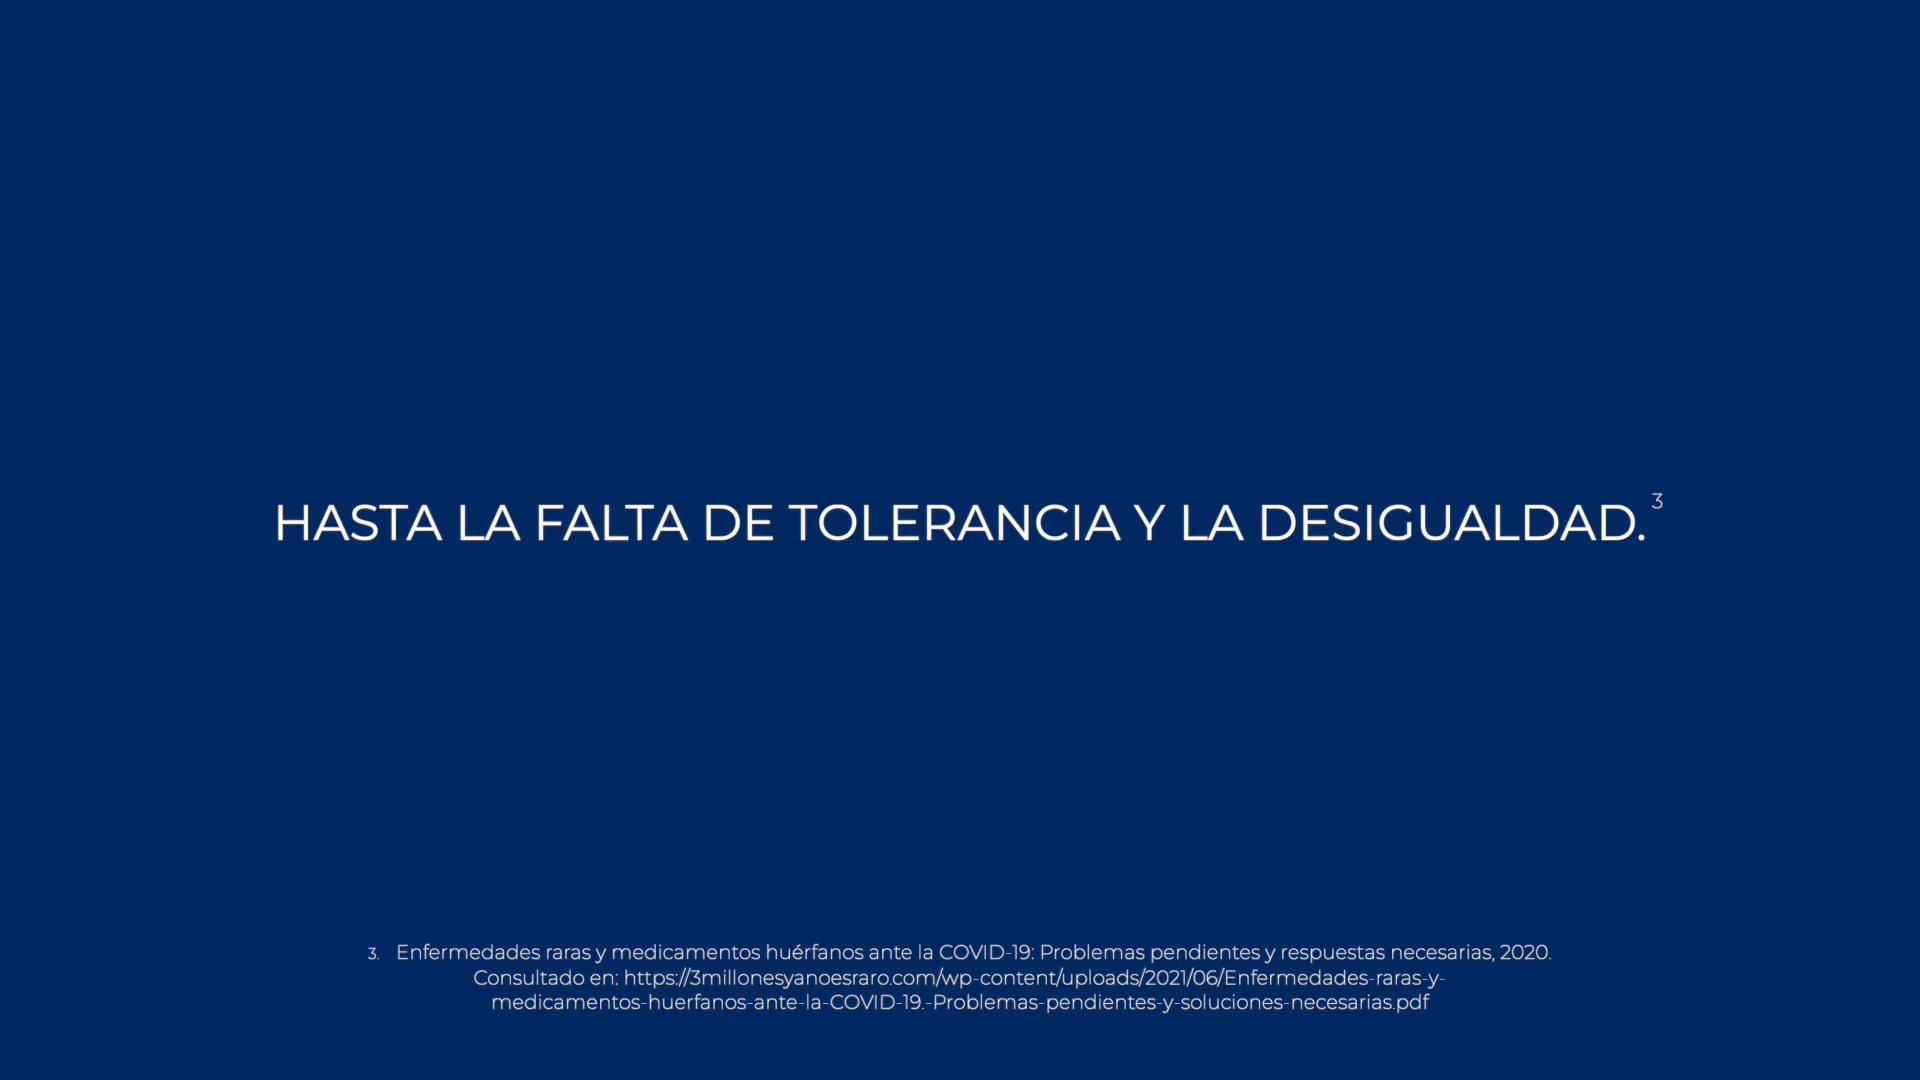 HASTA LA FALTA DE TOLERANCIA Y LA DESIGUALDAD.³
3. Enfermedades raras y medicamentos huérfanos ante la COVID-19: Problemas pendientes y respuestas necesarias, 2020.
Consultado en: https://3millonesyanoesraro.com/wp-content/uploads/2021/06/Enfermedades-raras-y-
medicamentos-huerfanos-ante-la-COVID-19.-Problemas-pendientes-y-soluciones-necesarias.pdf